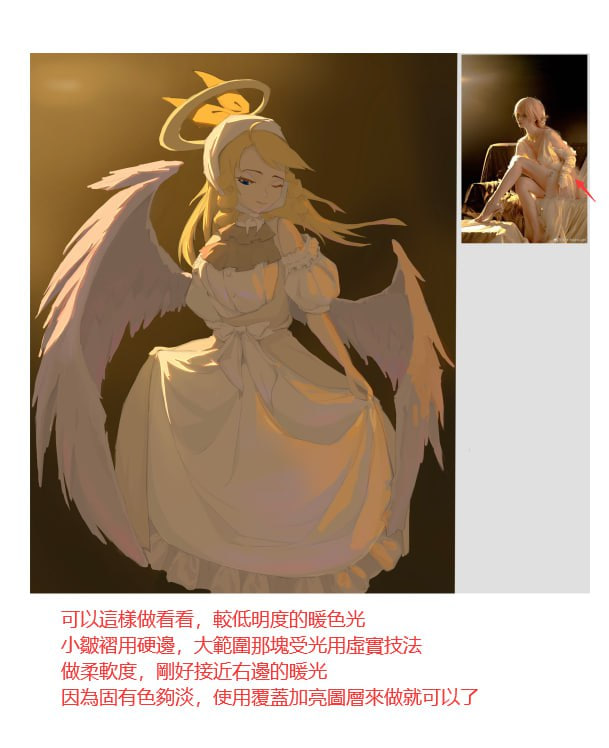 可以這樣做看看，較低明度的暖色光
小皺褶用硬邊，大範圍那塊受光用虛實技法
做柔軟度，剛好接近右邊的暖光
因為固有色夠淡，使用覆蓋加亮圖層來做就可以了